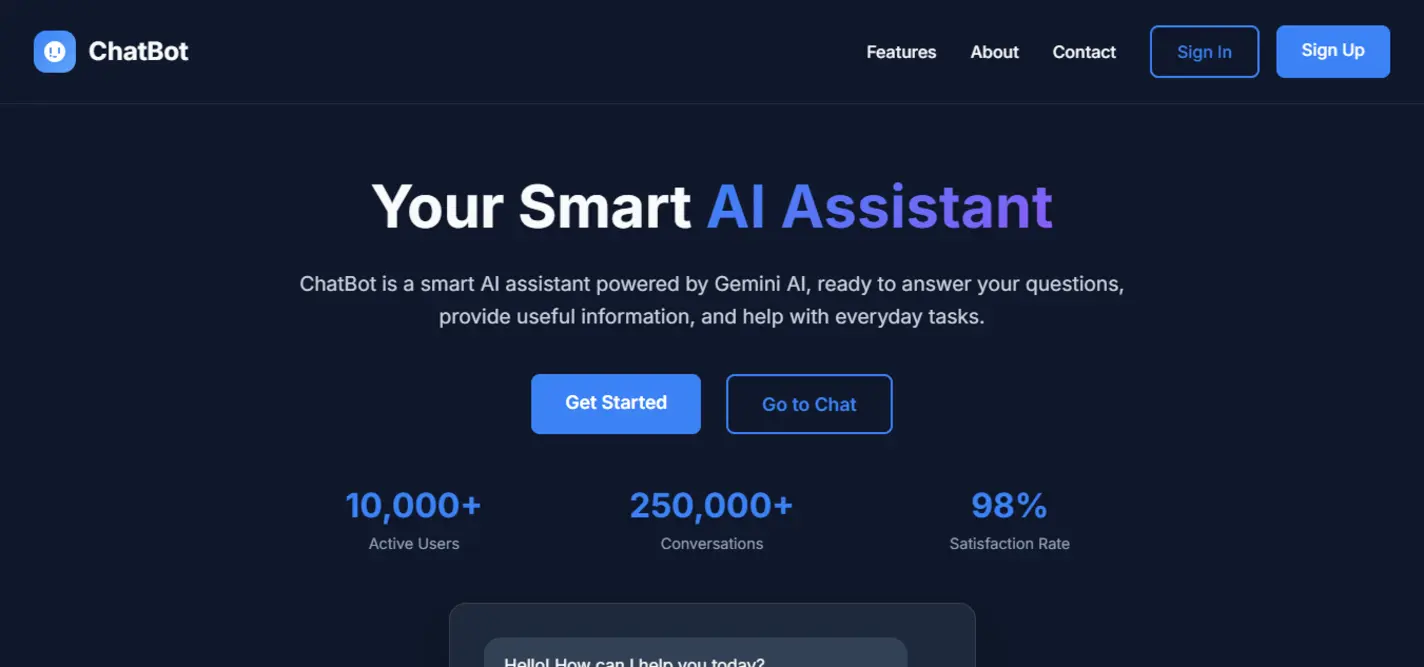 ChatBot
Features
About
Contact
Sign In
Sign Up
Your Smart AI Assistant
ChatBot is a smart AI assistant powered by Gemini AI, ready to answer your questions,
provide useful information, and help with everyday tasks.
Get Started
Go to Chat
10,000+
Active Users
250,000+
Conversations
98%
Satisfaction Rate
Hello! How can I help you today?